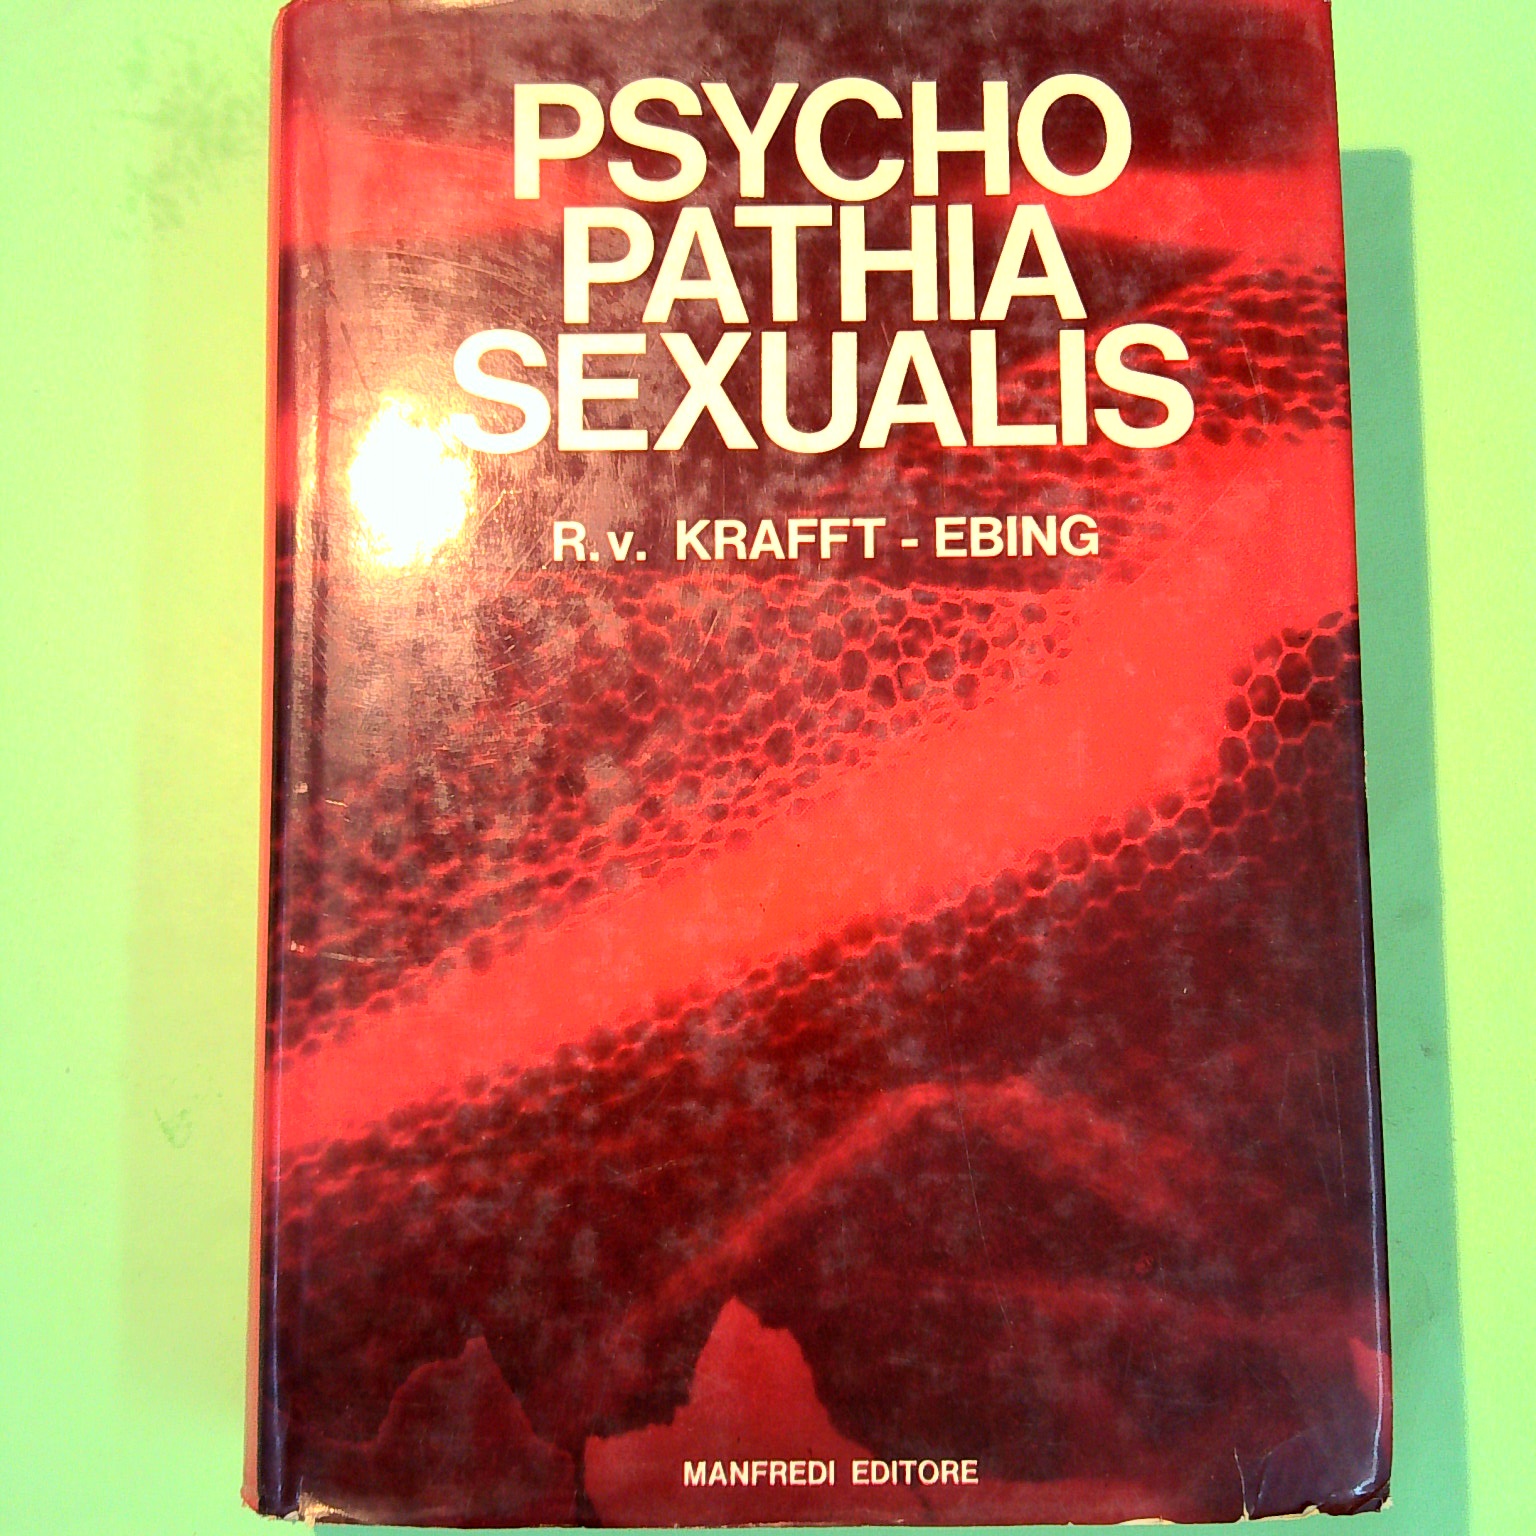 PSYCHO
PATHIA
SEXUALIS
R.v. KRAFFT - EBING
MANFREDI EDITORE